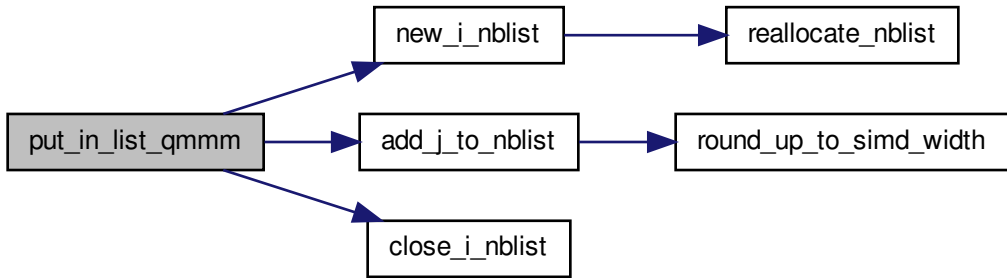 new_i_nblist
reallocate_nblist
put_in_list_qmmm
add_j_to_nblist
round_up_to_simd_width
close_i_nblist